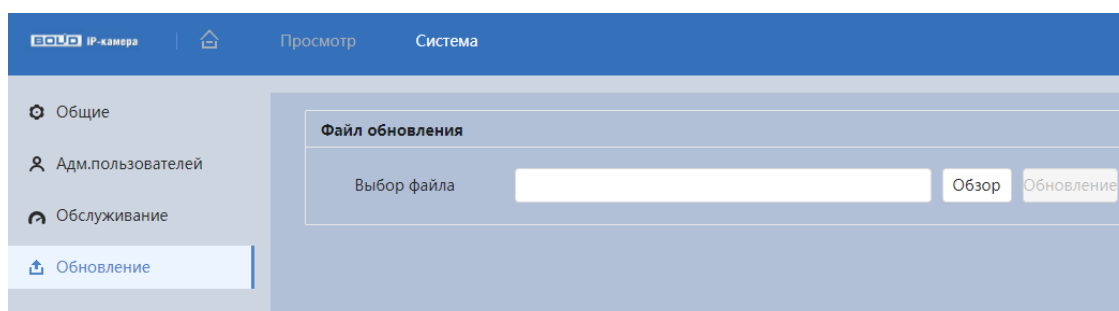 BOLID IP-камера
Просмотр
Система
Общие
Адм.пользователей
Обслуживание
Обновление
Файл обновления
Выбор файла
Обзор
Обновление